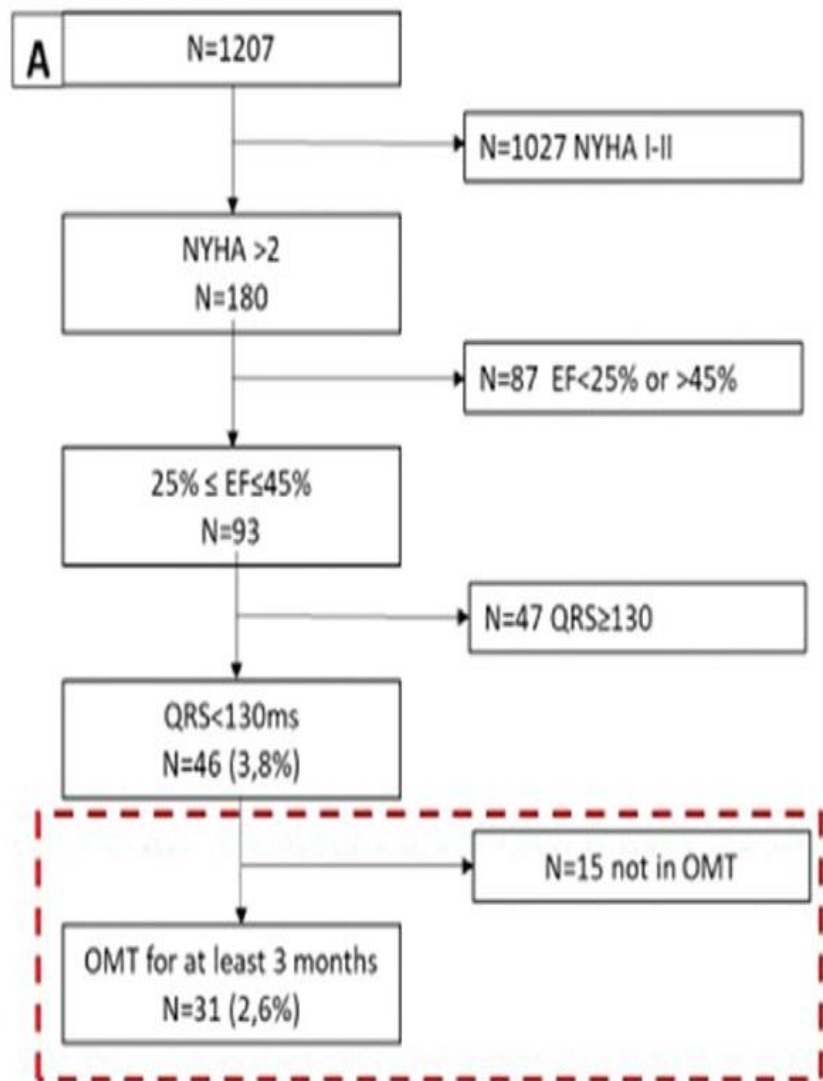 A
N=1207
N=1027 NYHA I-II
NYHA >2
N=180
N=87 EF<25% or >45%
25% ≤ EF≤45%
N=93
N=47 QRS≥130
QRS<130ms
N=46 (3,8%)
N=15 not in OMT
OMT for at least 3 months
N=31 (2,6%)